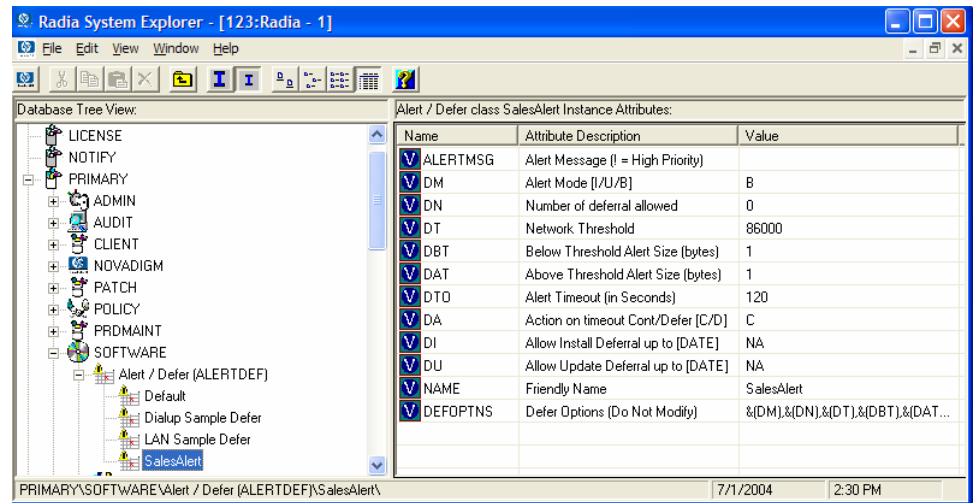 Radia System Explorer - [123:Radia - 1]
File Edit View Window Help
Database Tree View:
Alert / Defer class SalesAlert Instance Attributes:
LICENSE
NOTIFY
PRIMARY
ADMIN
AUDIT
CLIENT
NOVADIGM
PATCH
POLICY
PRDMAINT
SOFTWARE
Alert / Defer (ALERTDEF)
Default
Dialup Sample Defer
LAN Sample Defer
SalesAlert
Name Attribute Description Value
ALERTMSG Alert Message (! = High Priority)
DM Alert Mode [I/U/B] B
DN Number of deferral allowed 0
DT Network Threshold 86000
DBT Below Threshold Alert Size (bytes) 1
DAT Above Threshold Alert Size (bytes) 1
DTO Alert Timeout (in Seconds) 120
DA Action on timeout Cont/Defer [C/D] C
DI Allow Install Deferral up to [DATE] NA
DU Allow Update Deferral up to [DATE] NA
NAME Friendly Name SalesAlert
DEFOPTNS Defer Options (Do Not Modify) &(DM),&(DN),&(DT),&(DBT),&(DAT...
PRIMARY\SOFTWARE\Alert / Defer (ALERTDEF)\SalesAlert\ 7/1/2004 2:30 PM